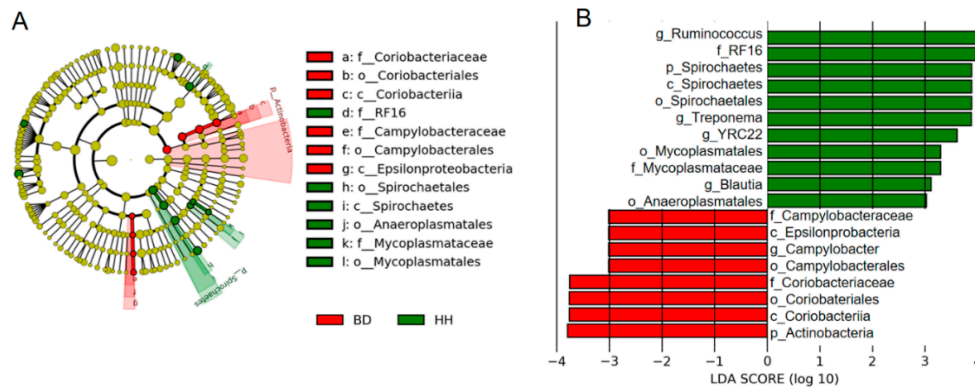 A
p__Actinobacteria
p__Spirochaetes
a: f__Coriobacteriaceae
b: o__Coriobacteriales
c: c__Coriobacteriia
d: f__RF16
e: f__Campylobacteraceae
f: o__Campylobacterales
g: c__Epsilonproteobacteria
h: o__Spirochaetales
i: c__Spirochaetes
j: o__Anaeroplasmatales
k: f__Mycoplasmataceae
l: o__Mycoplasmatales
BD HH
B
g_Ruminococcus
f_RF16
p_Spirochaetes
c_Spirochaetes
o_Spirochaetales
g_Treponema
g_YRC22
o_Mycoplasmatales
f_Mycoplasmataceae
g_Blautia
o_Anaeroplasmatales
f_Campylobacteraceae
c_Epsilonprobacteria
g_Campylobacter
o_Campylobacterales
f_Coriobacteriaceae
o_Coriobateriales
c_Coriobacteriia
p_Actinobacteria
−4 −3 −2 −1 0 1 2 3 4
LDA SCORE (log 10)